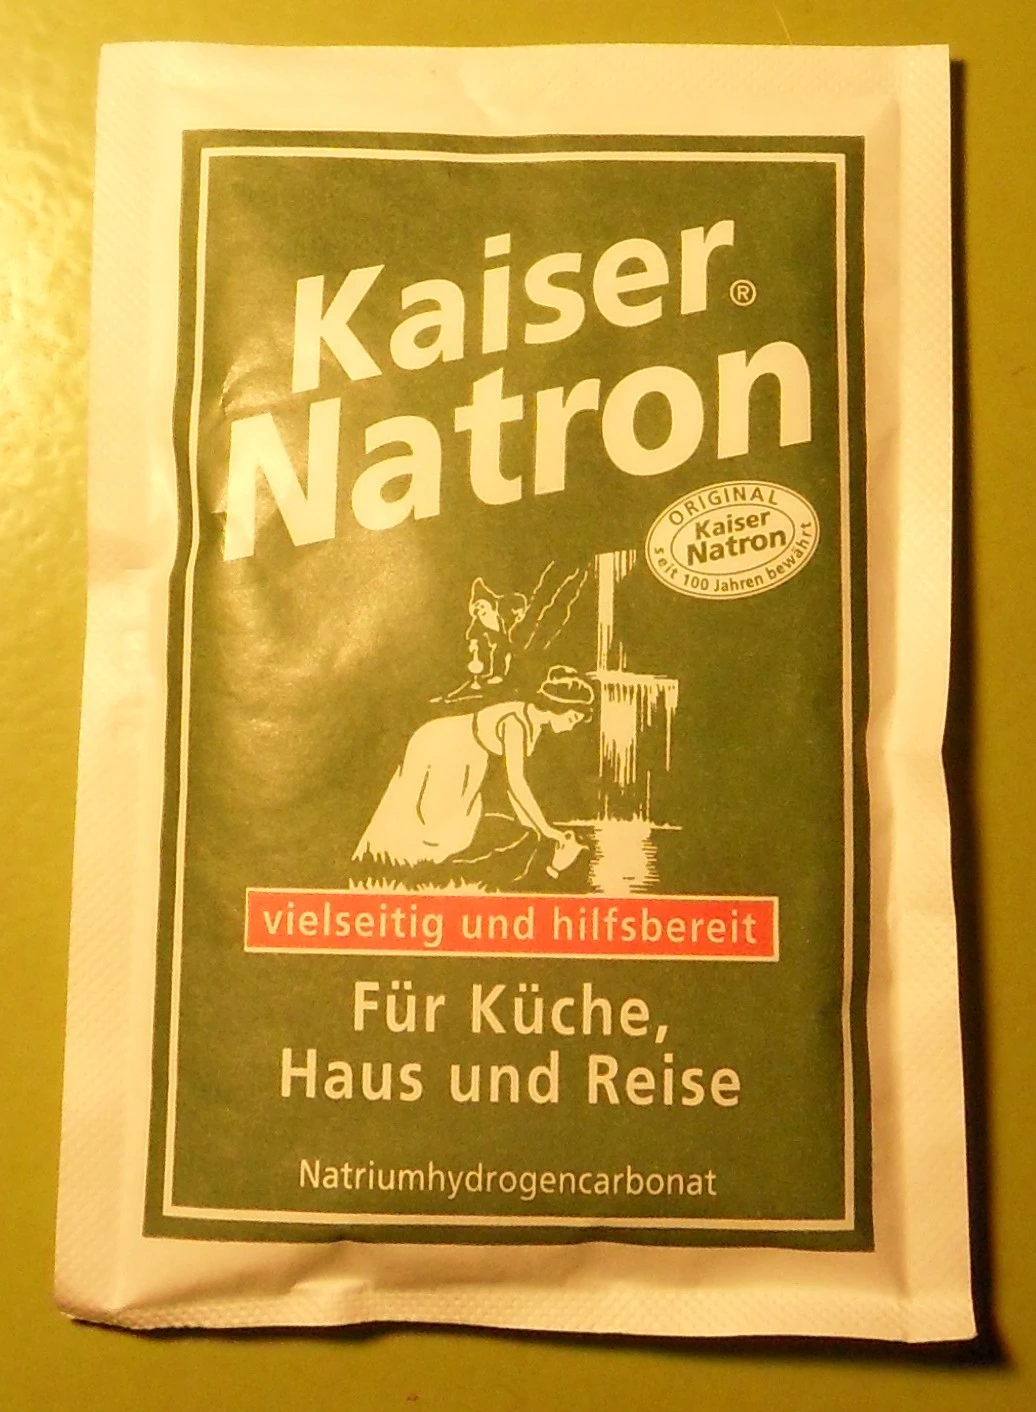 Kaiser®
Natron
ORIGINAL
Kaiser
Natron
seit 100 Jahren bewährt
vielseitig und hilfsbereit
Für Küche,
Haus und Reise
Natriumhydrogencarbonat